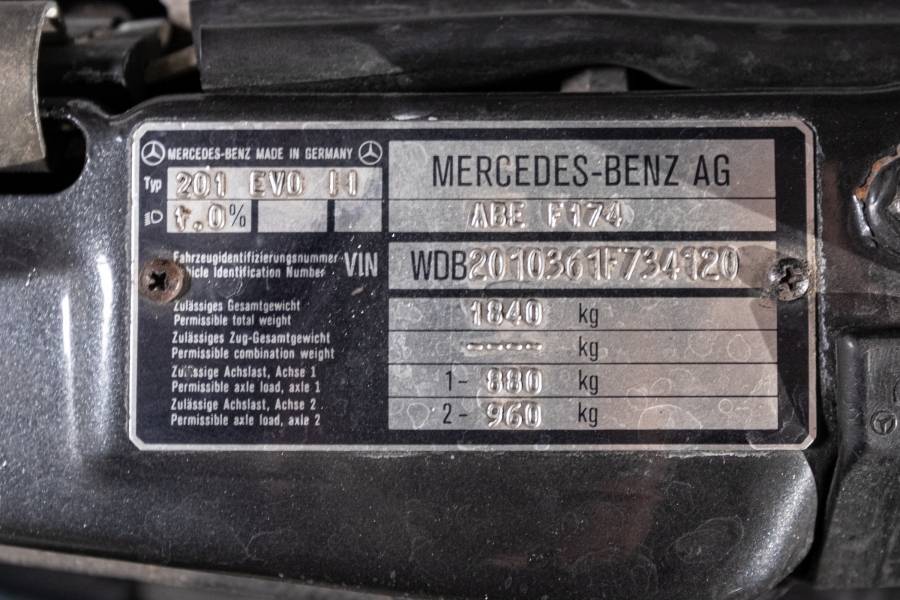 MERCEDES-BENZ MADE IN GERMANY
Typ 201 EVO II
1.0%
MERCEDES-BENZ AG
ABE F174
Fahrzeugidentifizierungsnummer
Vehicle Identification Number
VIN WDB2010361F734120
Zulässiges Gesamtgewicht
Permissible total weight
1840 kg
Zulässiges Zug-Gesamtgewicht
Permissible combination weight
---- kg
Zulässige Achslast, Achse 1
Permissible axle load, axle 1
1- 880 kg
Zulässige Achslast, Achse 2
Permissible axle load, axle 2
2- 960 kg